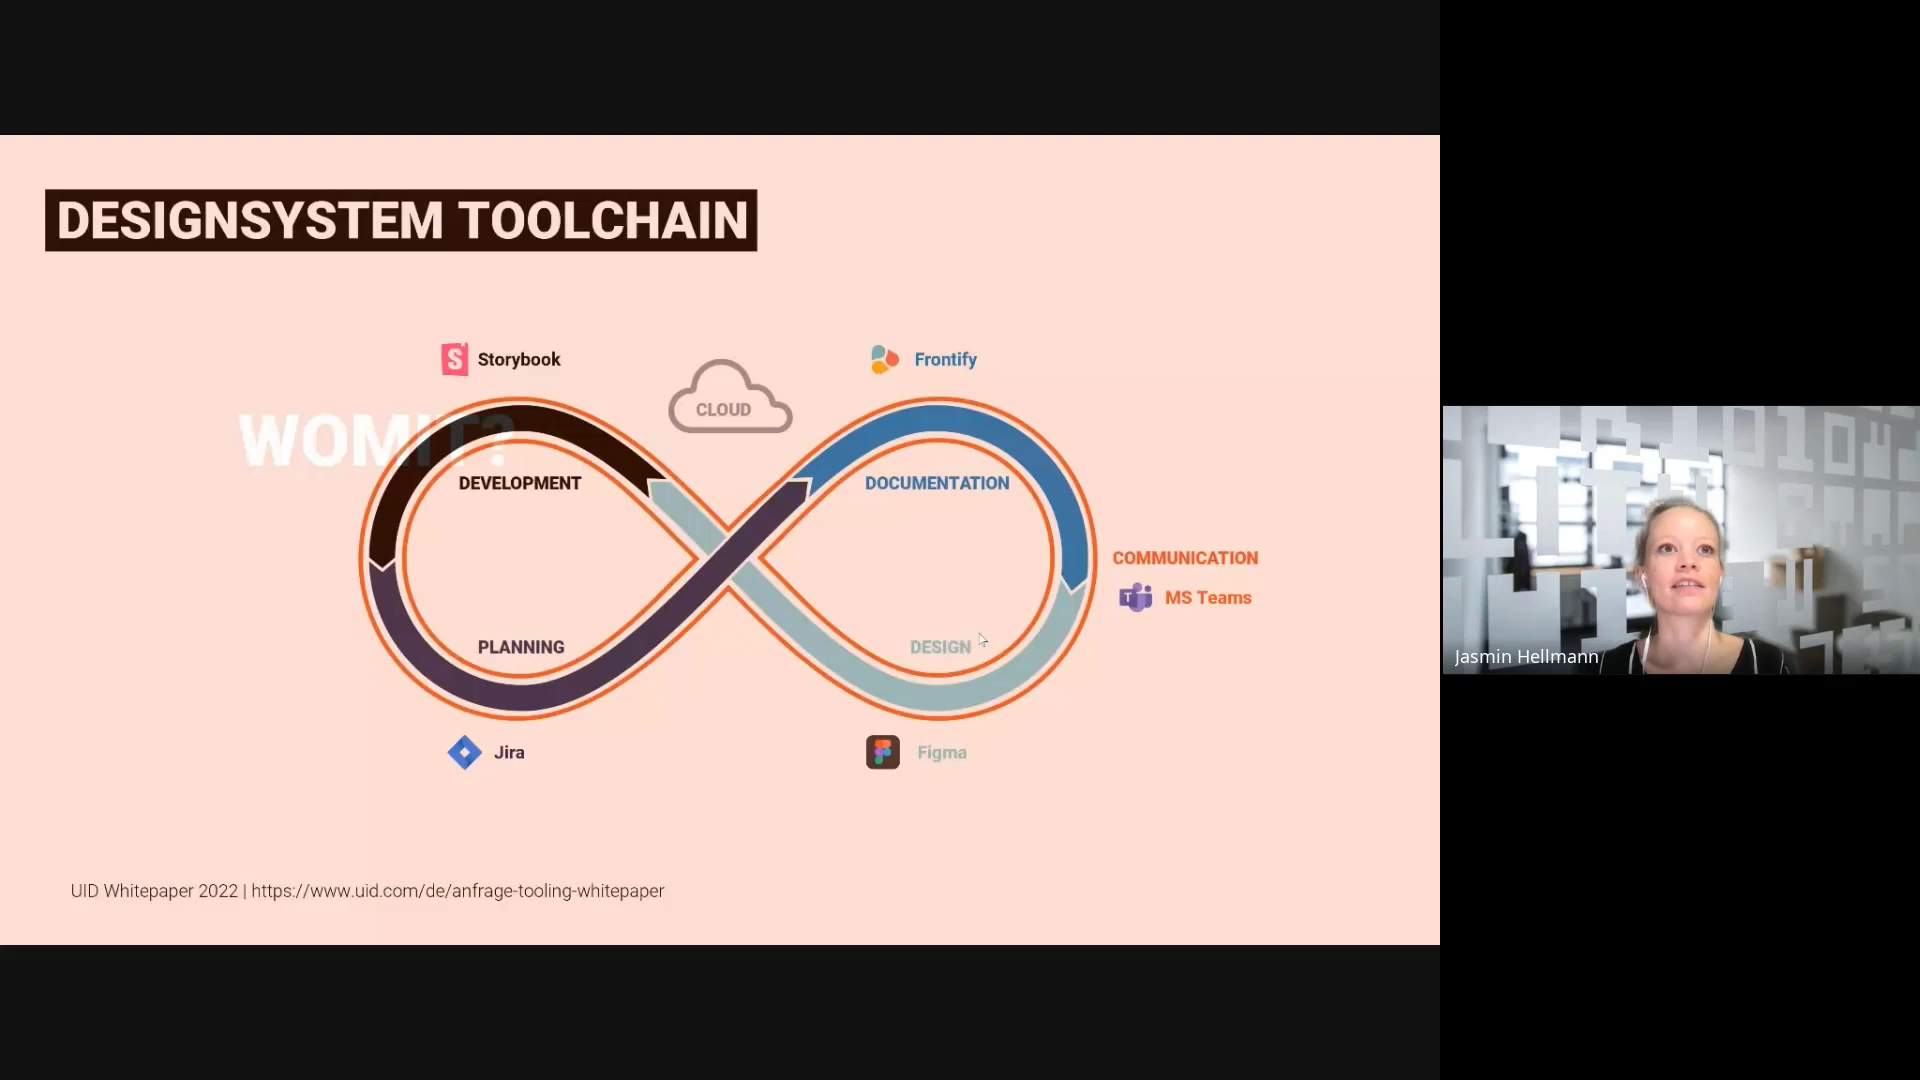 DESIGNSYSTEM TOOLCHAIN
Storybook
Frontify
CLOUD
WOMIT?
DEVELOPMENT
DOCUMENTATION
COMMUNICATION
MS Teams
PLANNING
DESIGN
Jasmin Hellmann
Jira
Figma
UID Whitepaper 2022 | https://www.uid.com/de/anfrage-tooling-whitepaper